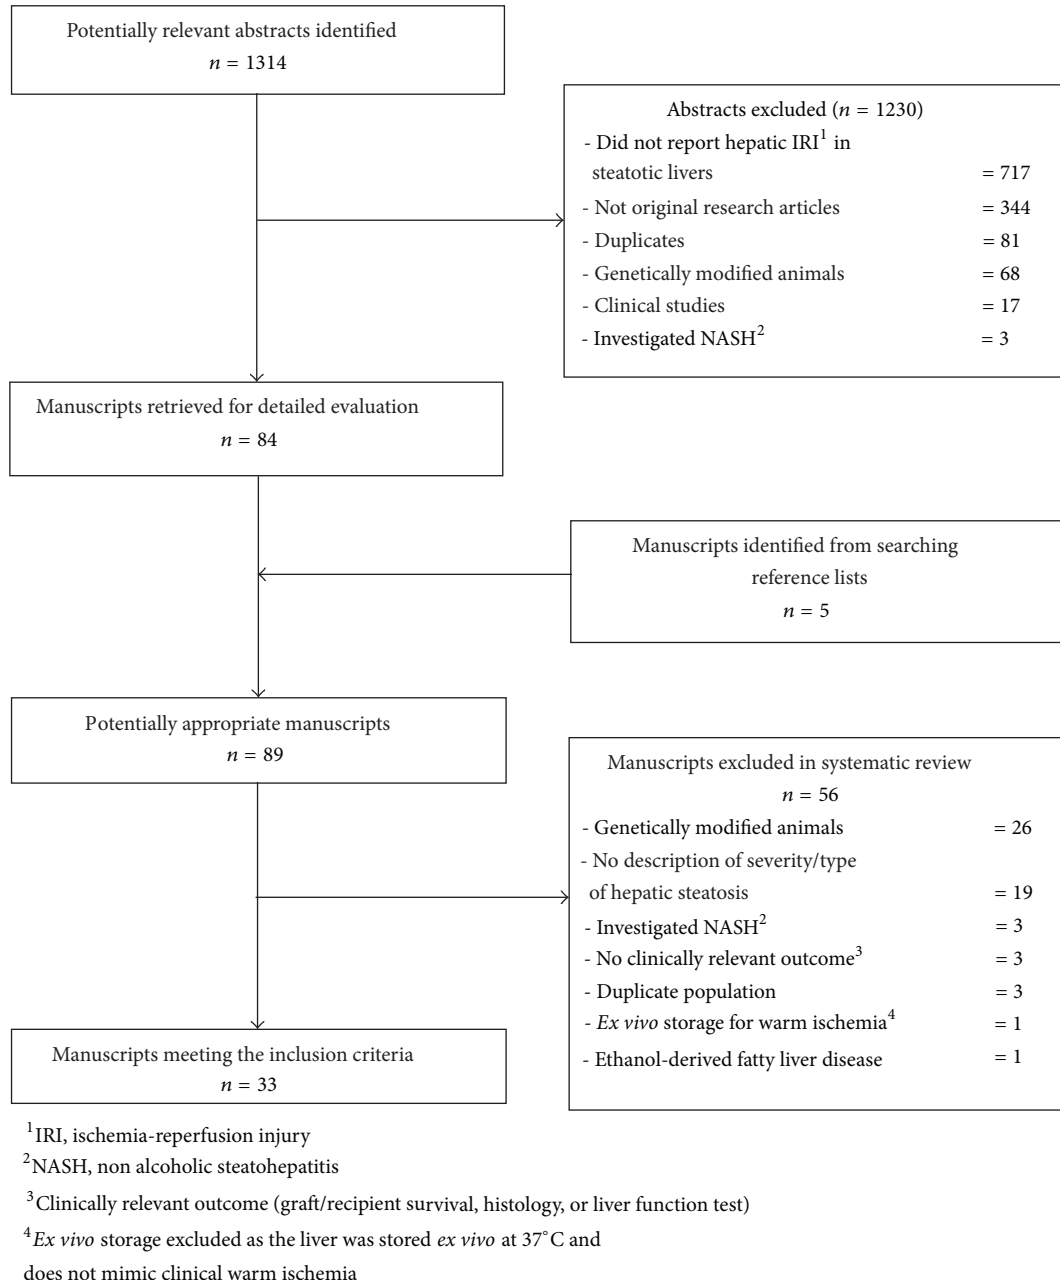 Potentially relevant abstracts identified
n = 1314
Abstracts excluded (n = 1230)
- Did not report hepatic IRI¹ in
steatotic livers = 717
- Not original research articles = 344
- Duplicates = 81
- Genetically modified animals = 68
- Clinical studies = 17
- Investigated NASH² = 3
Manuscripts retrieved for detailed evaluation
n = 84
Manuscripts identified from searching
reference lists
n = 5
Potentially appropriate manuscripts
n = 89
Manuscripts excluded in systematic review
n = 56
- Genetically modified animals = 26
- No description of severity/type
of hepatic steatosis = 19
- Investigated NASH² = 3
- No clinically relevant outcome³ = 3
- Duplicate population = 3
- Ex vivo storage for warm ischemia⁴ = 1
- Ethanol-derived fatty liver disease = 1
Manuscripts meeting the inclusion criteria
n = 33
¹IRI, ischemia-reperfusion injury
²NASH, non alcoholic steatohepatitis
³Clinically relevant outcome (graft/recipient survival, histology, or liver function test)
⁴Ex vivo storage excluded as the liver was stored ex vivo at 37°C and
does not mimic clinical warm ischemia